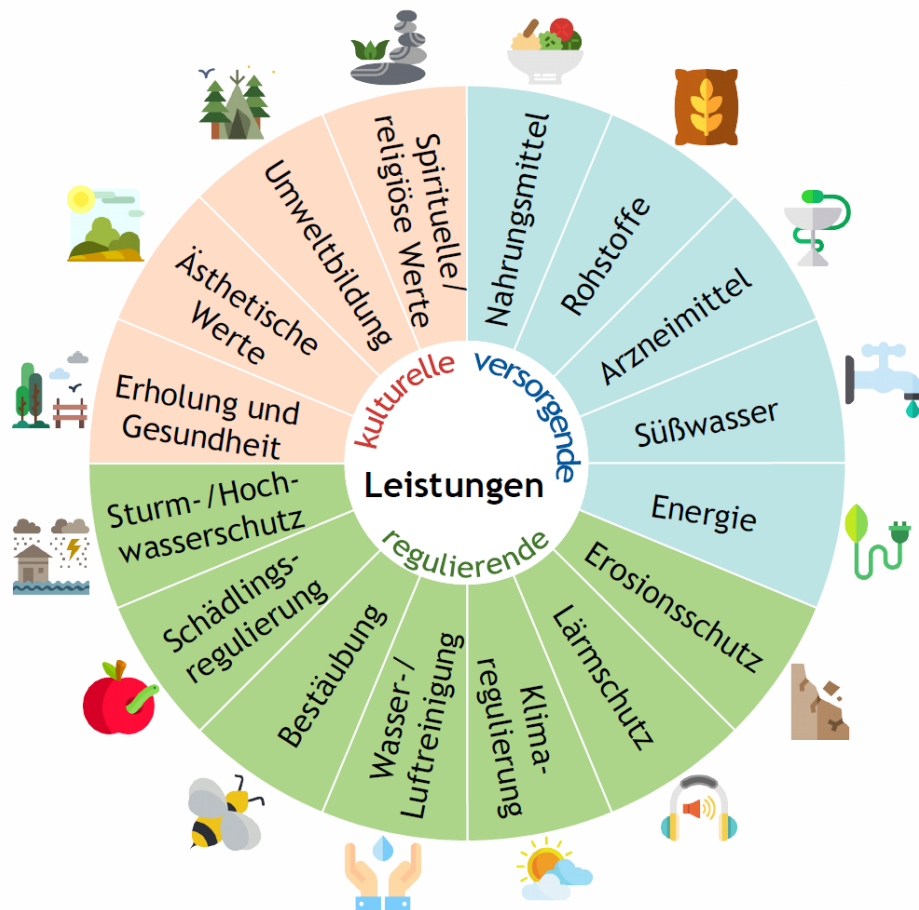 kulturelle
versorgende
Leistungen
regulierende
Nahrungsmittel
Rohstoffe
Arzneimittel
Süßwasser
Energie
Erosionsschutz
Lärmschutz
Klima-
regulierung
Wasser-/
Luftreinigung
Bestäubung
Schädlings-
regulierung
Sturm-/Hoch-
wasserschutz
Erholung und
Gesundheit
Ästhetische
Werte
Umweltbildung
Spirituelle/
religiöse Werte